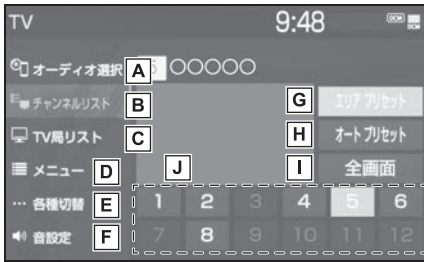 TV 9:48 DCM
オーディオ選択 A 5 ○○○○○
チャンネルリスト B G エリア プリセット
TV局リスト C H オート プリセット
メニュー D J I 全画面
各種切替 E 1 2 3 4 5 6
音設定 F 7 8 9 10 11 12